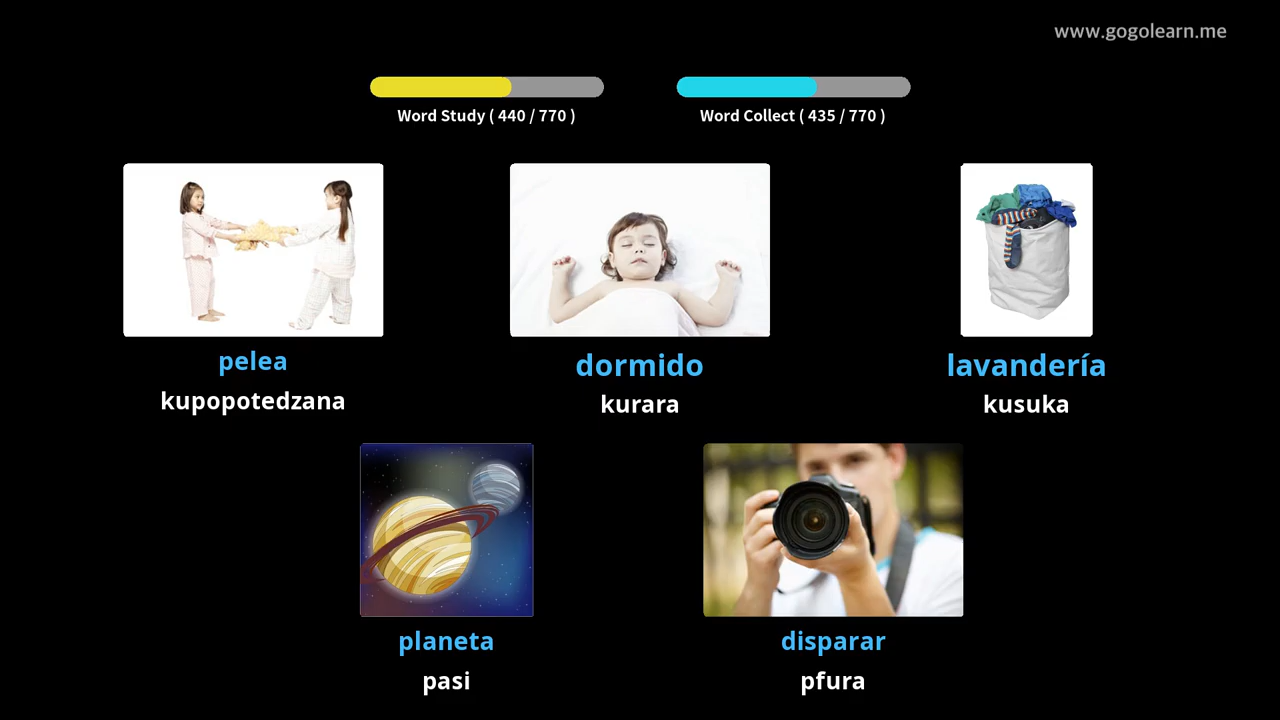 www.gogolearn.me
Word Study ( 440 / 770 )
Word Collect ( 435 / 770 )
pelea
kupopotedzana
dormido
kurara
lavandería
kusuka
planeta
pasi
disparar
pfura